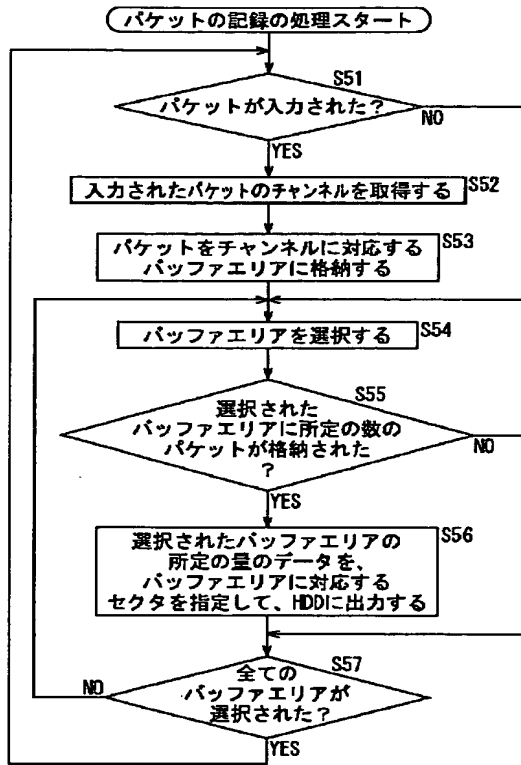 パケットの記録の処理スタート
S51
パケットが入力された？
NO
YES
入力されたパケットのチャンネルを取得する
S52
S53
パケットをチャンネルに対応する
バッファエリアに格納する
バッファエリアを選択する
S54
S55
選択された
バッファエリアに所定の数の
パケットが格納された
？
NO
YES
S56
選択されたバッファエリアの
所定の量のデータを、
バッファエリアに対応する
セクタを指定して、HDDに出力する
S57
全ての
バッファエリアが
選択された？
NO
YES